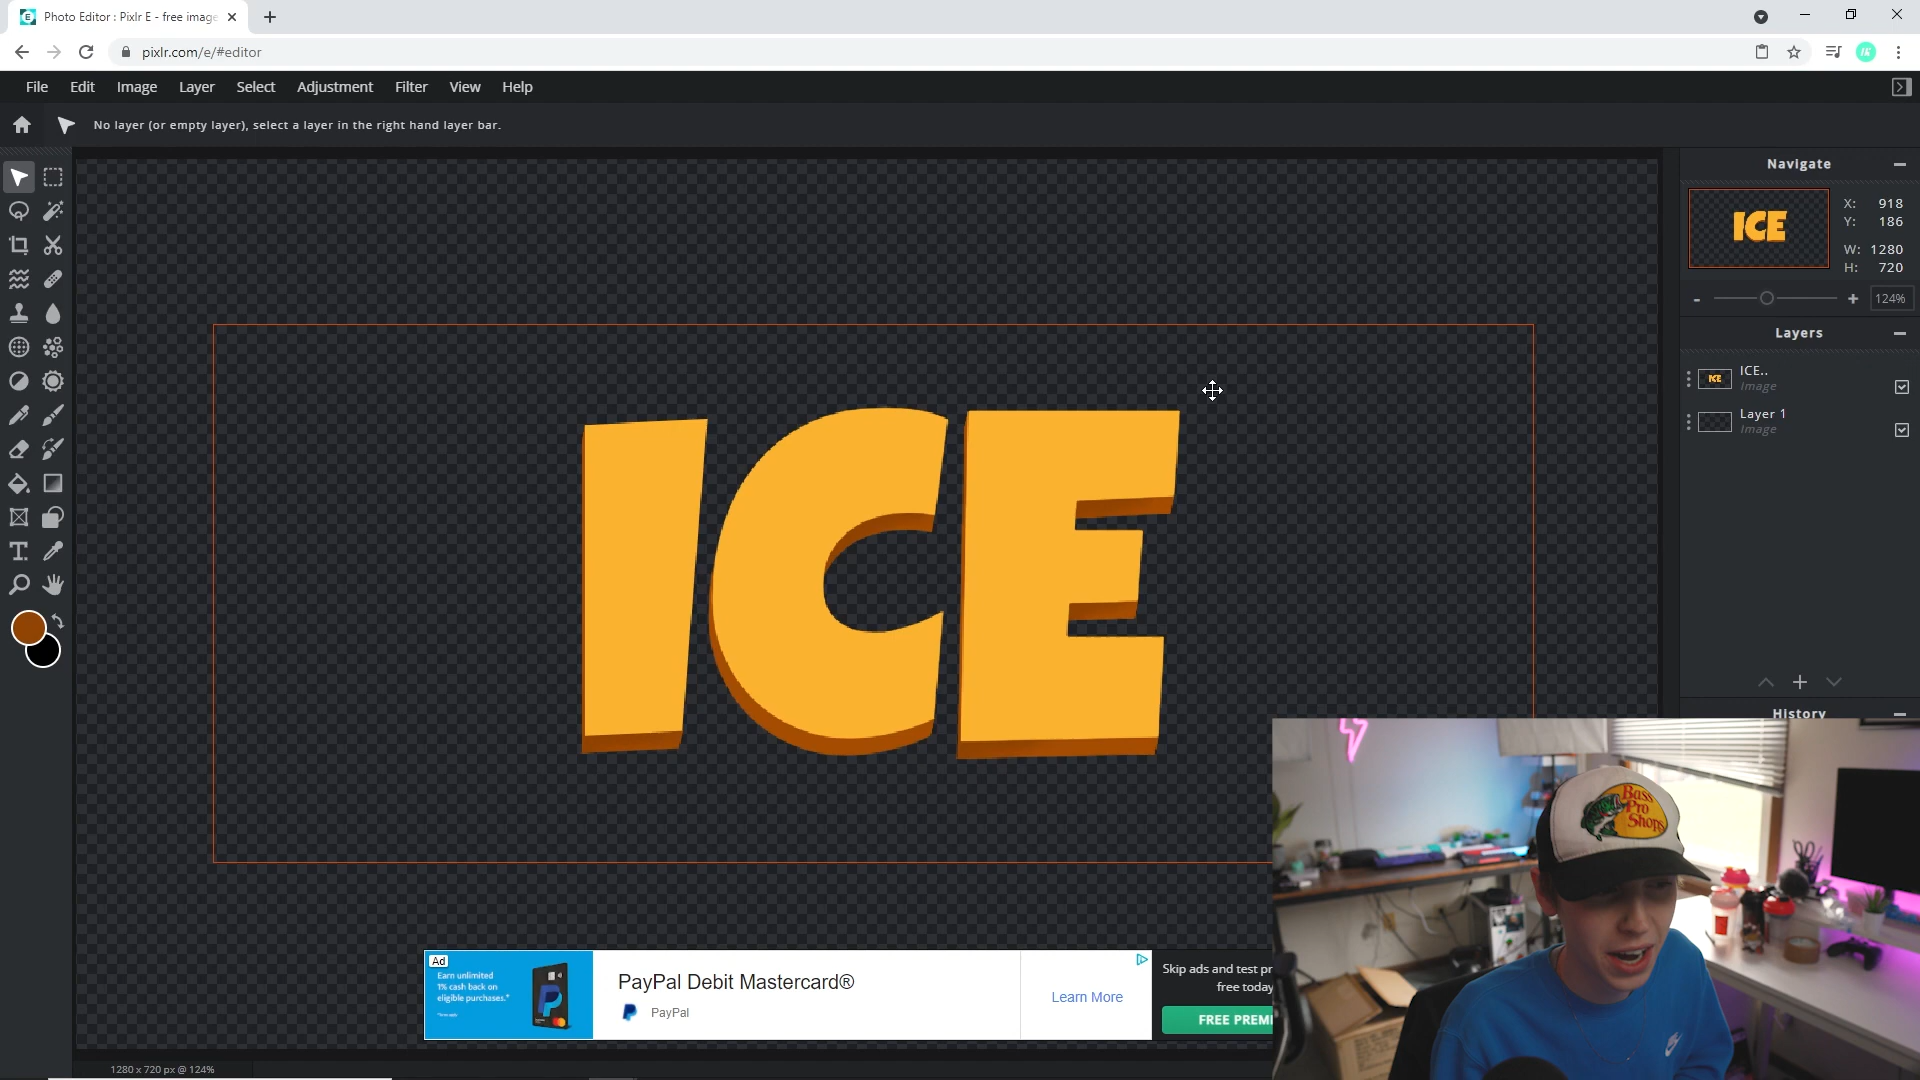 Photo Editor : Pixlr E - free image
pixlr.com/e/#editor
File Edit Image Layer Select Adjustment Filter View Help
No layer (or empty layer), select a layer in the right hand layer bar.
Navigate
ICE
X: 918
Y: 186
W: 1280
H: 720
- + 124%
Layers
ICE..
Image
Layer 1
Image
ICE
History
Bass
Pro
Shops
Ad
Earn unlimited
1% cash back on
eligible purchases.*
PayPal Debit Mastercard®
PayPal
Learn More
Skip ads and test pr
free today
FREE PREMI
1280 x 720 px @ 124%